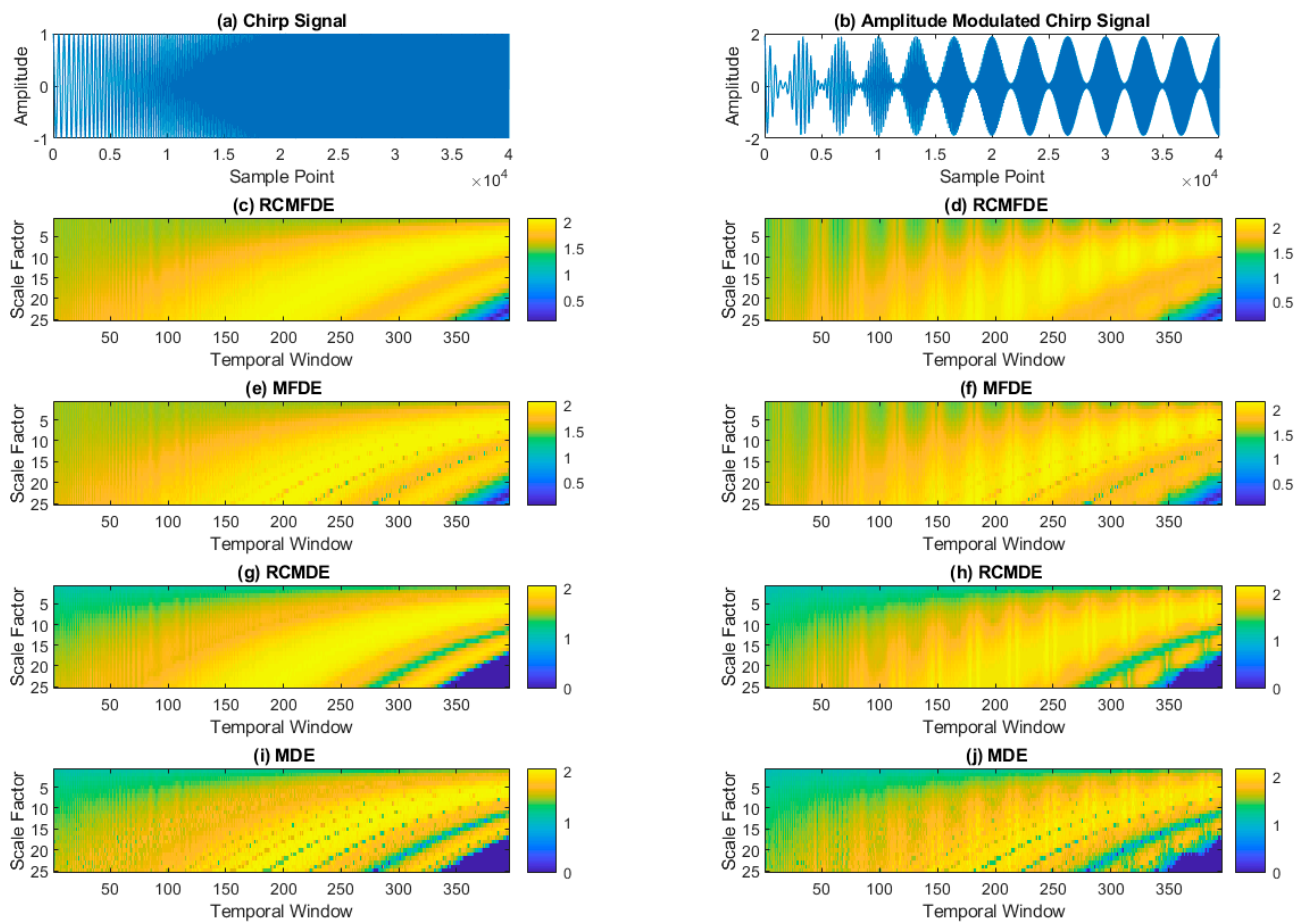 (a) Chirp Signal
Amplitude
1
0
-1
0 0.5 1 1.5 2 2.5 3 3.5 4
Sample Point
×10^4
(b) Amplitude Modulated Chirp Signal
Amplitude
2
0
-2
0 0.5 1 1.5 2 2.5 3 3.5 4
Sample Point
×10^4
(c) RCMFDE
Scale Factor
5
10
15
20
25
50 100 150 200 250 300 350
Temporal Window
2
1.5
1
0.5
(d) RCMFDE
Scale Factor
5
10
15
20
25
50 100 150 200 250 300 350
Temporal Window
2
1.5
1
0.5
(e) MFDE
Scale Factor
5
10
15
20
25
50 100 150 200 250 300 350
Temporal Window
2
1.5
1
0.5
(f) MFDE
Scale Factor
5
10
15
20
25
50 100 150 200 250 300 350
Temporal Window
2
1.5
1
0.5
(g) RCMDE
Scale Factor
5
10
15
20
25
50 100 150 200 250 300 350
Temporal Window
2
1
0
(h) RCMDE
Scale Factor
5
10
15
20
25
50 100 150 200 250 300 350
Temporal Window
2
1
0
(i) MDE
Scale Factor
5
10
15
20
25
50 100 150 200 250 300 350
Temporal Window
2
1
0
(j) MDE
Scale Factor
5
10
15
20
25
50 100 150 200 250 300 350
Temporal Window
2
1
0